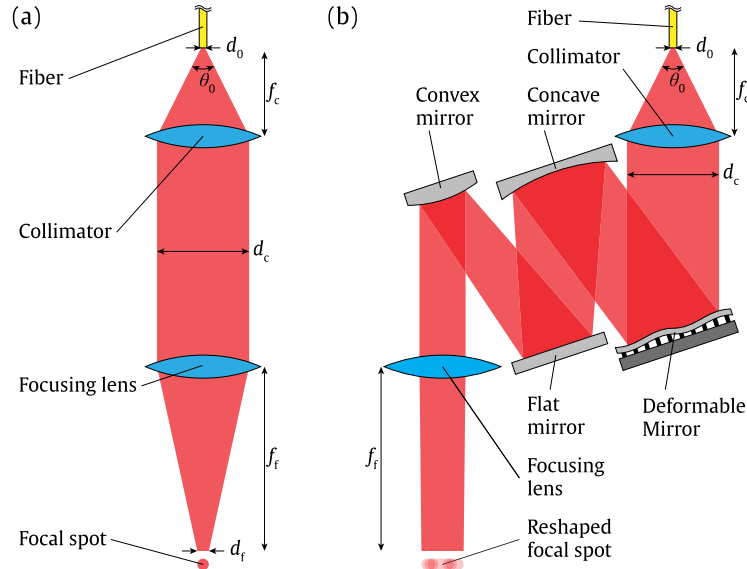 (a)
d0
Fiber
θ0
fc
Collimator
dc
Focusing lens
ff
Focal spot
df
(b)
Fiber
d0
Collimator
θ0
fc
Convex
mirror
Concave
mirror
dc
Flat
mirror
Deformable
Mirror
ff
Focusing
lens
Reshaped
focal spot